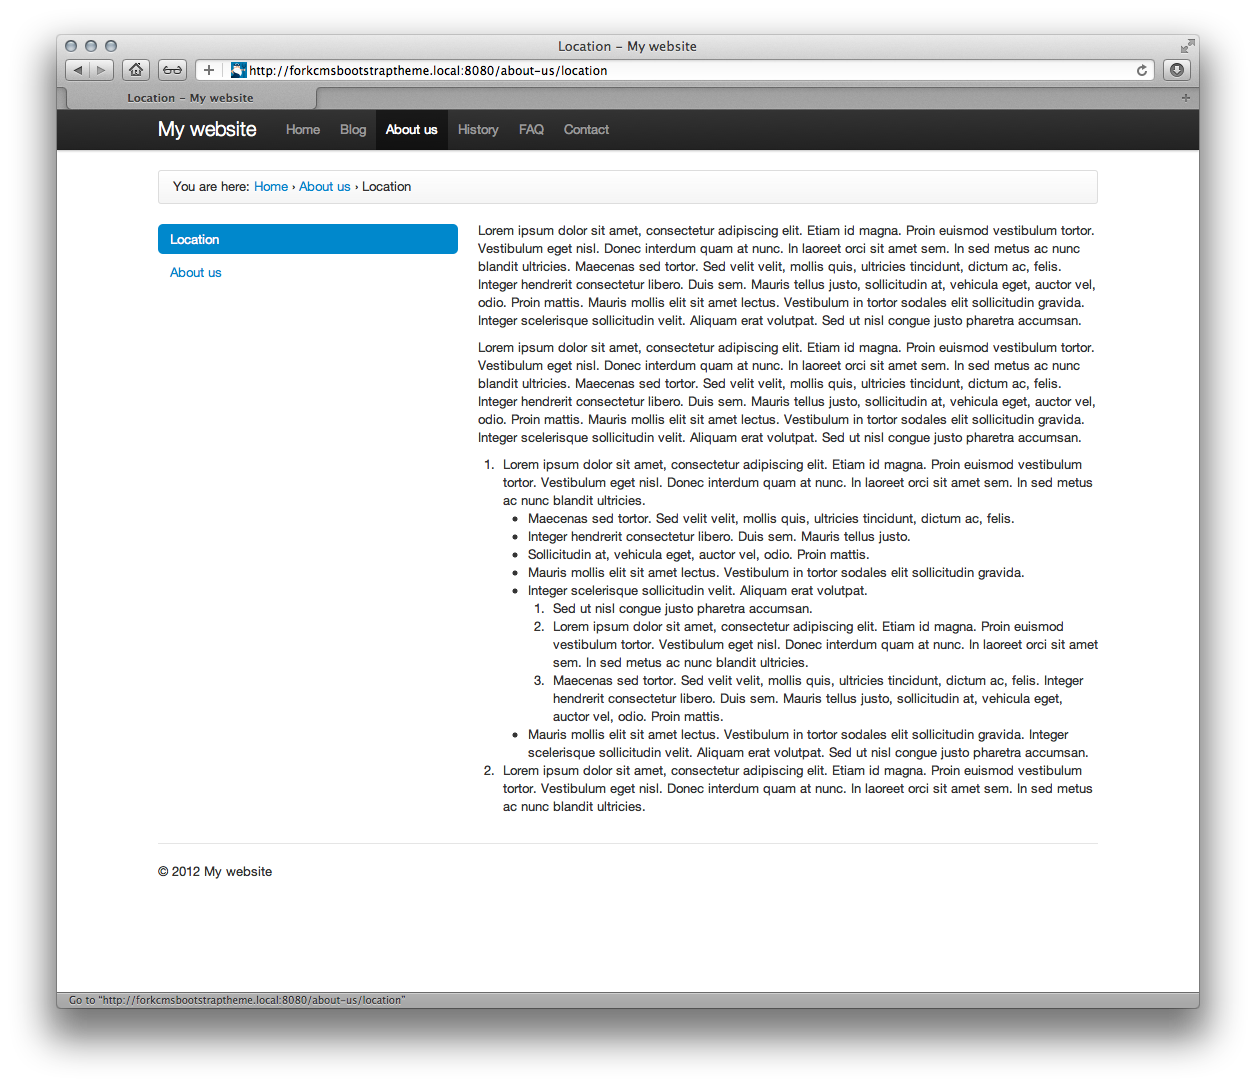 Location – My website
http://forkcmsbootstraptheme.local:8080/about-us/location
Location – My website
My website Home Blog About us History FAQ Contact
You are here: Home › About us › Location
Location
About us
Lorem ipsum dolor sit amet, consectetur adipiscing elit. Etiam id magna. Proin euismod vestibulum tortor.
Vestibulum eget nisl. Donec interdum quam at nunc. In laoreet orci sit amet sem. In sed metus ac nunc
blandit ultricies. Maecenas sed tortor. Sed velit velit, mollis quis, ultricies tincidunt, dictum ac, felis.
Integer hendrerit consectetur libero. Duis sem. Mauris tellus justo, sollicitudin at, vehicula eget, auctor vel,
odio. Proin mattis. Mauris mollis elit sit amet lectus. Vestibulum in tortor sodales elit sollicitudin gravida.
Integer scelerisque sollicitudin velit. Aliquam erat volutpat. Sed ut nisl congue justo pharetra accumsan.
Lorem ipsum dolor sit amet, consectetur adipiscing elit. Etiam id magna. Proin euismod vestibulum tortor.
Vestibulum eget nisl. Donec interdum quam at nunc. In laoreet orci sit amet sem. In sed metus ac nunc
blandit ultricies. Maecenas sed tortor. Sed velit velit, mollis quis, ultricies tincidunt, dictum ac, felis.
Integer hendrerit consectetur libero. Duis sem. Mauris tellus justo, sollicitudin at, vehicula eget, auctor vel,
odio. Proin mattis. Mauris mollis elit sit amet lectus. Vestibulum in tortor sodales elit sollicitudin gravida.
Integer scelerisque sollicitudin velit. Aliquam erat volutpat. Sed ut nisl congue justo pharetra accumsan.
1. Lorem ipsum dolor sit amet, consectetur adipiscing elit. Etiam id magna. Proin euismod vestibulum
tortor. Vestibulum eget nisl. Donec interdum quam at nunc. In laoreet orci sit amet sem. In sed metus
ac nunc blandit ultricies.
• Maecenas sed tortor. Sed velit velit, mollis quis, ultricies tincidunt, dictum ac, felis.
• Integer hendrerit consectetur libero. Duis sem. Mauris tellus justo.
• Sollicitudin at, vehicula eget, auctor vel, odio. Proin mattis.
• Mauris mollis elit sit amet lectus. Vestibulum in tortor sodales elit sollicitudin gravida.
• Integer scelerisque sollicitudin velit. Aliquam erat volutpat.
1. Sed ut nisl congue justo pharetra accumsan.
2. Lorem ipsum dolor sit amet, consectetur adipiscing elit. Etiam id magna. Proin euismod
vestibulum tortor. Vestibulum eget nisl. Donec interdum quam at nunc. In laoreet orci sit amet
sem. In sed metus ac nunc blandit ultricies.
3. Maecenas sed tortor. Sed velit velit, mollis quis, ultricies tincidunt, dictum ac, felis. Integer
hendrerit consectetur libero. Duis sem. Mauris tellus justo, sollicitudin at, vehicula eget,
auctor vel, odio. Proin mattis.
• Mauris mollis elit sit amet lectus. Vestibulum in tortor sodales elit sollicitudin gravida. Integer
scelerisque sollicitudin velit. Aliquam erat volutpat. Sed ut nisl congue justo pharetra accumsan.
2. Lorem ipsum dolor sit amet, consectetur adipiscing elit. Etiam id magna. Proin euismod vestibulum
tortor. Vestibulum eget nisl. Donec interdum quam at nunc. In laoreet orci sit amet sem. In sed metus
ac nunc blandit ultricies.
© 2012 My website
Go to “http://forkcmsbootstraptheme.local:8080/about-us/location”